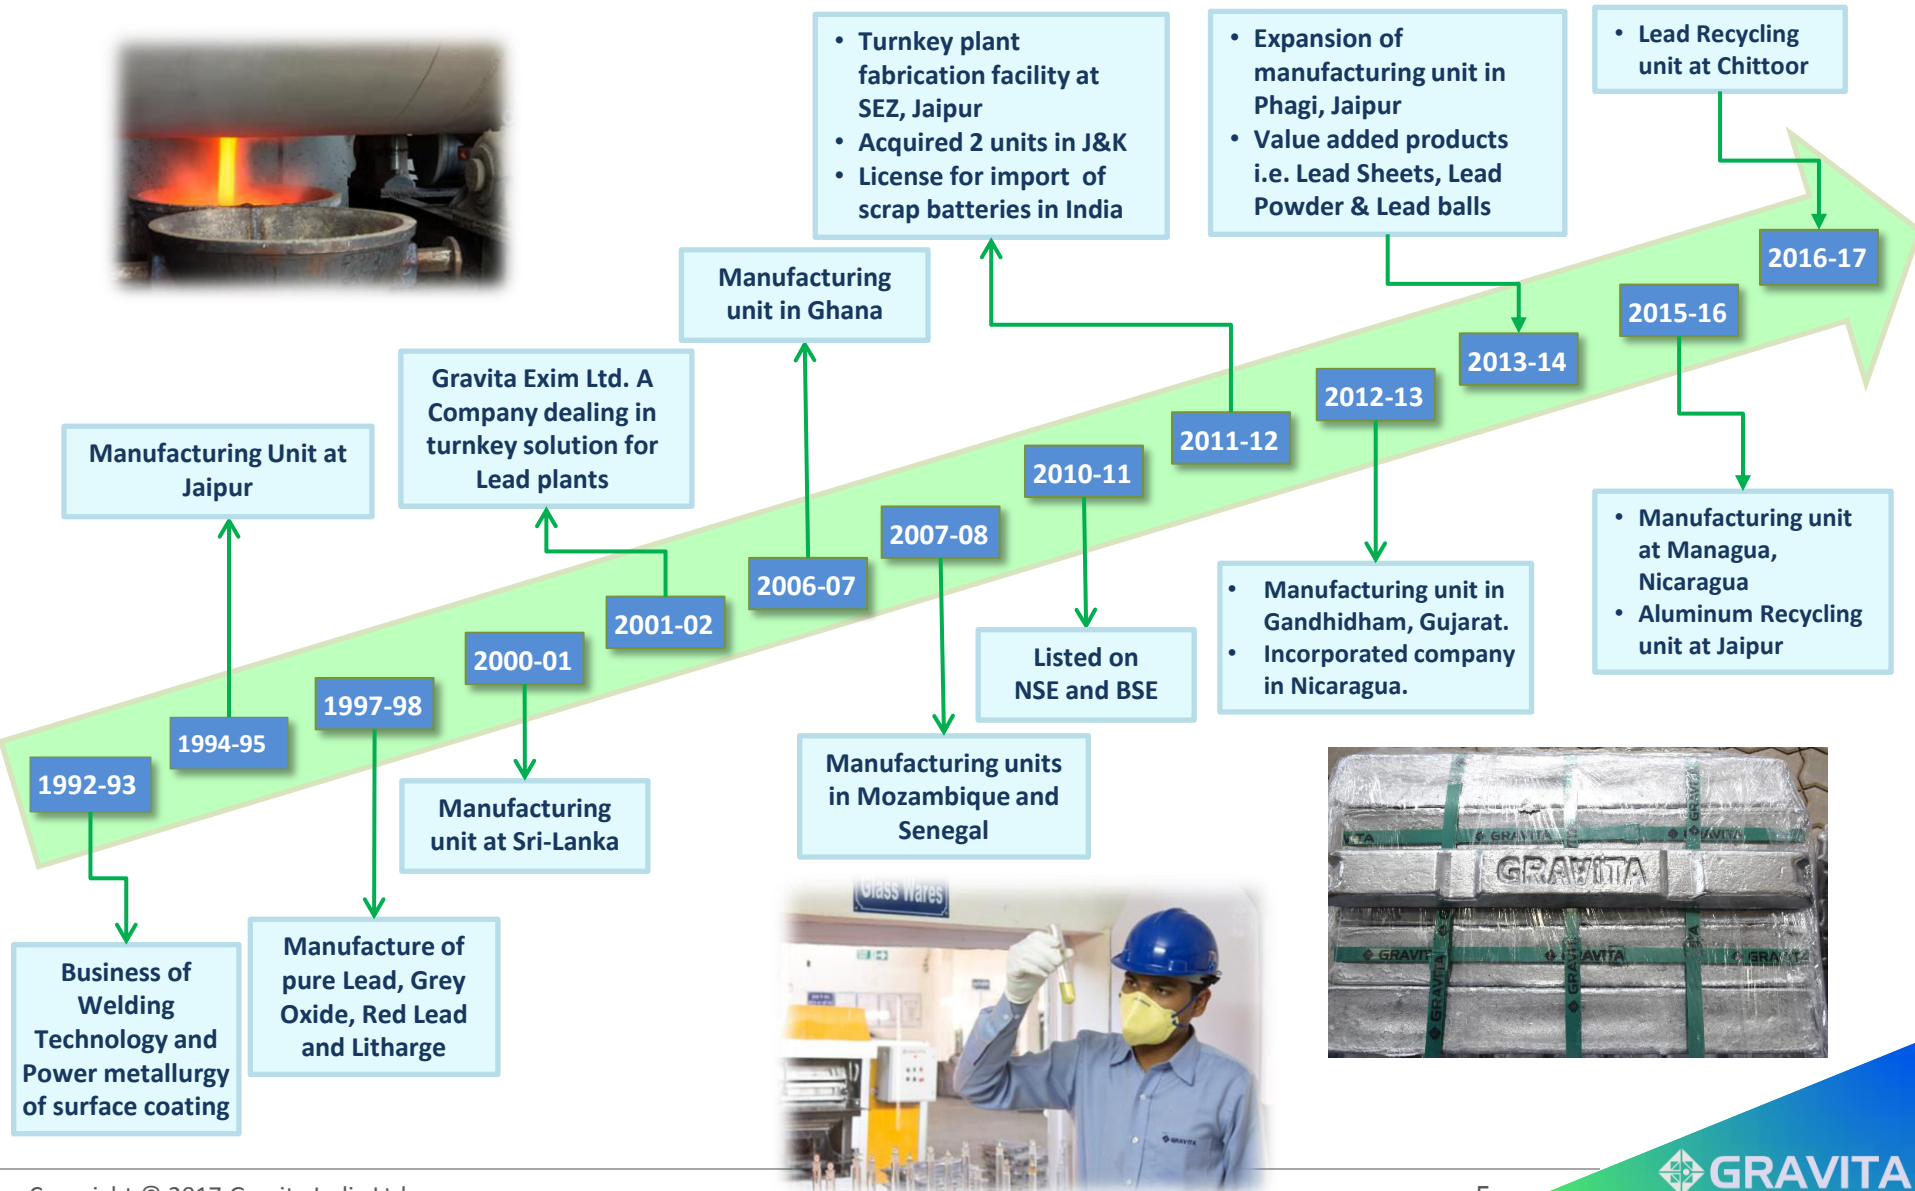 • Turnkey plant
fabrication facility at
SEZ, Jaipur
• Acquired 2 units in J&K
• License for import of
scrap batteries in India
• Expansion of
manufacturing unit in
Phagi, Jaipur
• Value added products
i.e. Lead Sheets, Lead
Powder & Lead balls
• Lead Recycling
unit at Chittoor
Manufacturing
unit in Ghana
Gravita Exim Ltd. A
Company dealing in
turnkey solution for
Lead plants
Manufacturing Unit at
Jaipur
2016-17
2015-16
2013-14
2012-13
2011-12
2010-11
2007-08
2006-07
2001-02
2000-01
1997-98
1994-95
1992-93
• Manufacturing unit
at Managua,
Nicaragua
• Aluminum Recycling
unit at Jaipur
• Manufacturing unit in
Gandhidham, Gujarat.
• Incorporated company
in Nicaragua.
Listed on
NSE and BSE
Manufacturing units
in Mozambique and
Senegal
Manufacturing
unit at Sri-Lanka
Manufacture of
pure Lead, Grey
Oxide, Red Lead
and Litharge
Business of
Welding
Technology and
Power metallurgy
of surface coating
Glass Wares
GRAVITA
GRAVITA
GRAVITA
GRAVITA
GRAVITA
GRAVITA